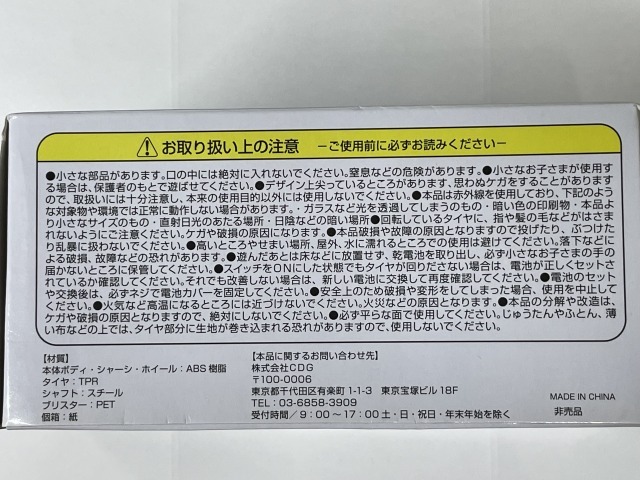 お取り扱い上の注意 −ご使用前に必ずお読みください−
●小さな部品があります。口の中には絶対に入れないでください。窒息などの危険があります。●小さなお子さまが使用す
る場合は、保護者のもとで遊ばせてください。●デザイン上尖っているところがあります、思わぬケガをすることがあります
ので、取扱いには十分注意し、本来の使用目的以外には使用しないでください。●本品は赤外線を使用しており、下記のよう
な対象物や環境では正常に動作しない場合があります。・ガラスなど光を透過してしまうのもの・暗い色の印刷物・本品よ
り小さなサイズのもの・直射日光のあたる場所・日陰などの暗い場所●回転しているタイヤに、指や髪の毛などがはさま
れないようにご注意ください。ケガや破損の原因になります。●本品破損や故障の原因となりますので投げたり、ぶつけた
り乱暴に扱わないでください。●高いところやせまい場所、屋外、水に濡れるところでの使用は避けてください。落下などに
よる破損、故障などの恐れがあります。●遊んだあとは床などに放置せず、乾電池を取り出し、必ず小さなお子さまの手の
届かないところに保管してください。●スイッチをONにした状態でもタイヤが回りださない場合は、電池が正しくセットさ
れているか確認してください。それでも改善しない場合は、新しい電池に交換して再度確認してください。●電池のセット
や交換後は、必ずネジで電池カバーを固定してください。●安全上のため破損や変形をしてしまった場合、使用を中止して
ください。●火気など高温になるところには近づけないでください。火災などの原因となります。●本品の分解や改造は、
ケガや破損の原因となりますので、絶対にしないでください。●必ず平らな面で使用してください。じゅうたんやふとん、薄
い布などの上では、タイヤ部分に生地が巻き込まれる恐れがありますので、使用しないでください。
【材質】
本体ボディ・シャーシ・ホイール：ABS樹脂
タイヤ：TPR
シャフト：スチール
ブリスター：PET
個箱：紙
【本品に関するお問い合わせ先】
株式会社CDG
〒100-0006
東京都千代田区有楽町1-1-3 東京宝塚ビル18F
TEL：03-6858-3909
受付時間／9：00〜17：00土・日・祝日・年末年始を除く
MADE IN CHINA
非売品